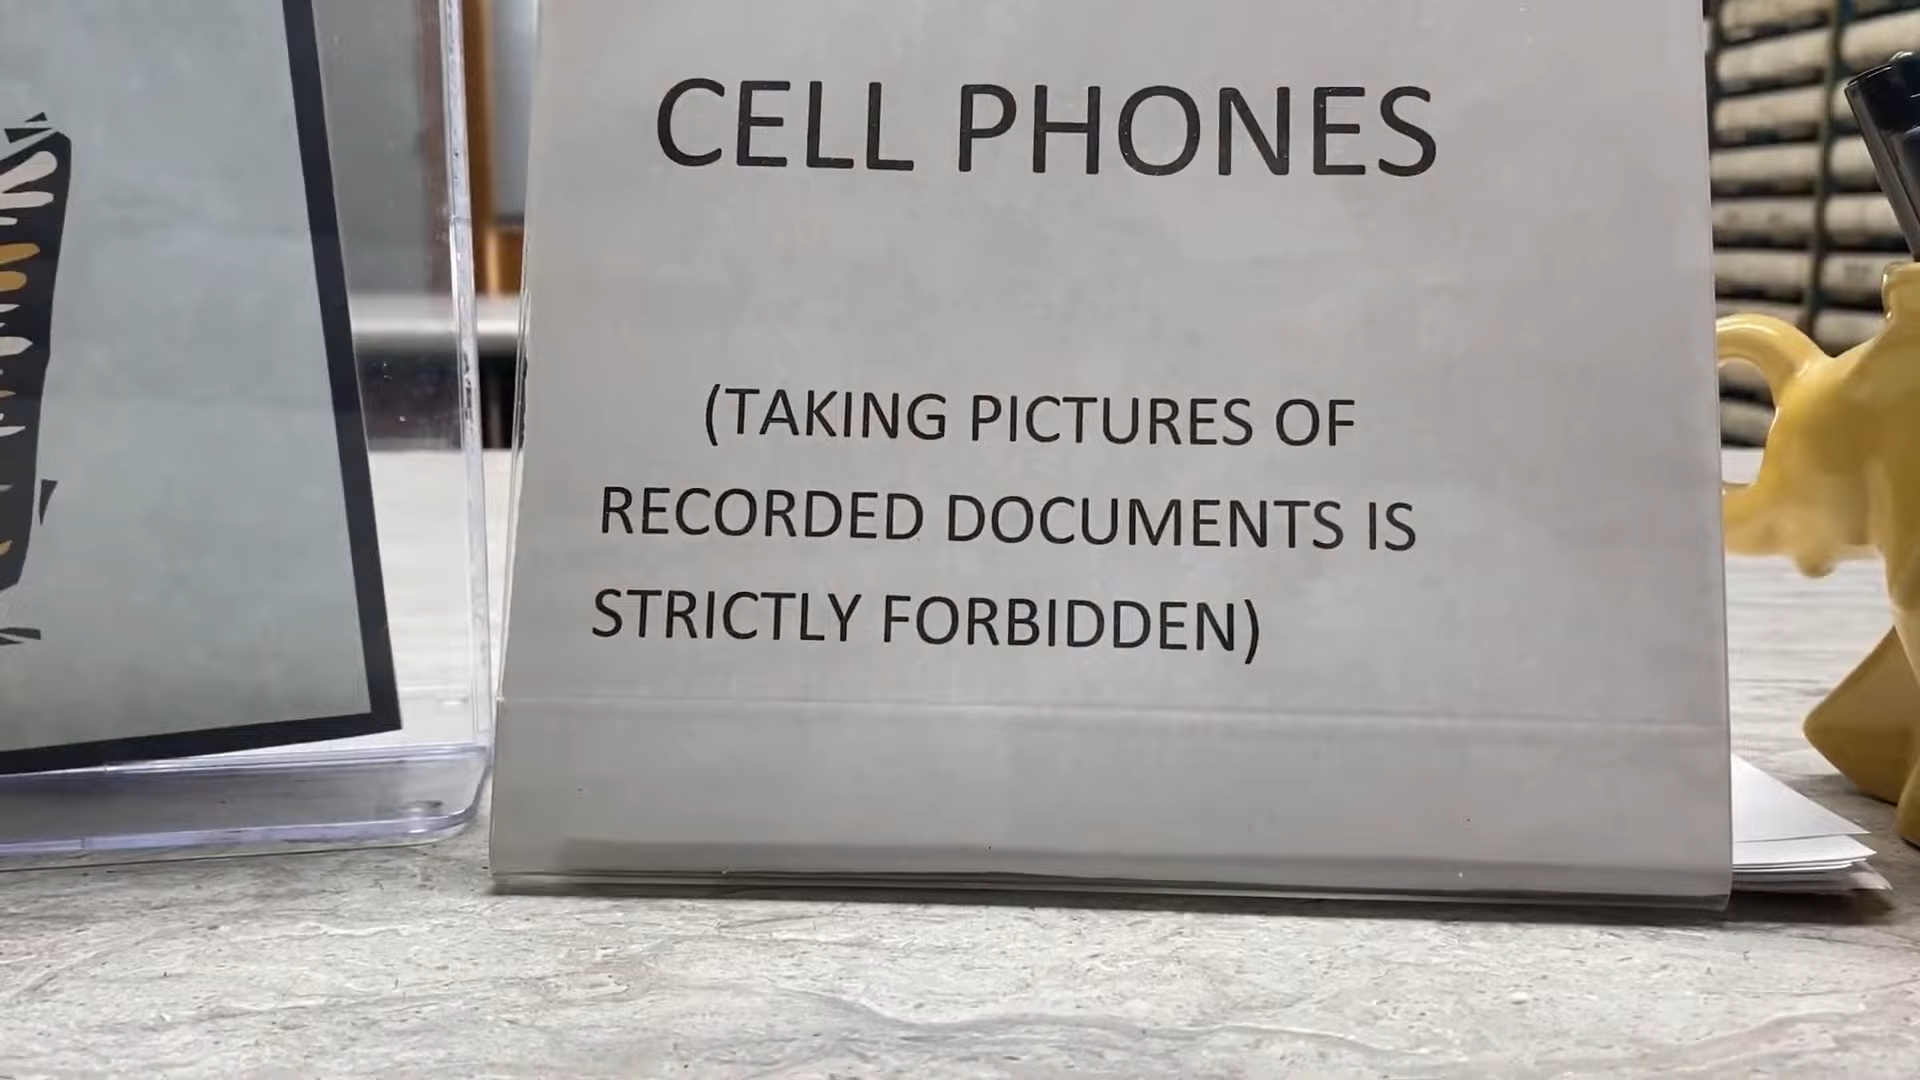 CELL PHONES
(TAKING PICTURES OF
RECORDED DOCUMENTS IS
STRICTLY FORBIDDEN)